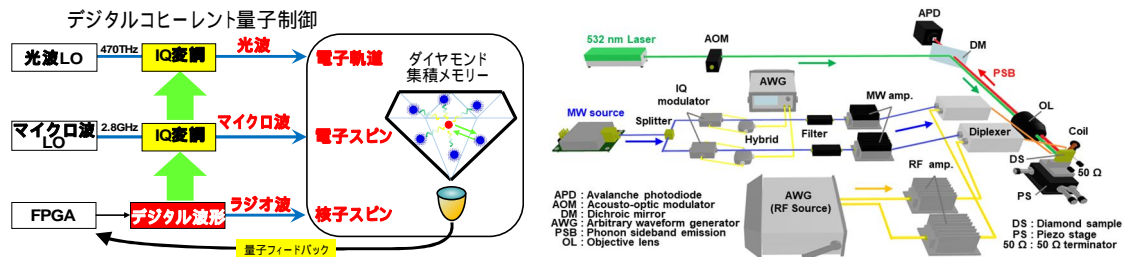 デジタルコヒーレント量子制御
光波LO
470THz
IQ変調
光波
電子軌道
ダイヤモンド
集積メモリー
マイクロ波
LO
2.8GHz
IQ変調
マイクロ波
電子スピン
FPGA
デジタル波形
ラジオ波
核子スピン
量子フィードバック
APD
532 nm Laser
AOM
DM
PSB
AWG
IQ
modulator
MW amp.
OL
MW source
Splitter
Filter
Diplexer
Coil
Hybrid
DS
50 Ω
RF amp.
PS
AWG
(RF Source)
APD : Avalanche photodiode
AOM : Acousto-optic modulator
DM : Dichroic mirror
AWG : Arbitrary waveform generator
PSB : Phonon sideband emission
OL : Objective lens
DS : Diamond sample
PS : Piezo stage
50 Ω : 50 Ω terminator